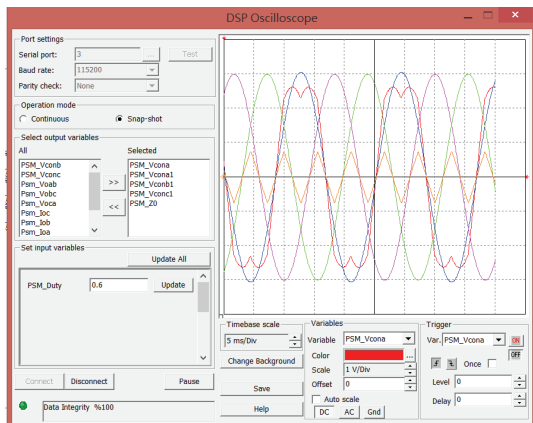 DSP Oscilloscope
Port settings
Serial port: 3 ... Test
Baud rate: 115200
Parity check: None
Operation mode
Continuous Snap-shot
Select output variables
All Selected
PSM_Vconb
PSM_Vconc
Psm_Voab
Psm_Vobc
Psm_Voca
Psm_Ioc
Psm_Iob
Psm_Ioa
>>
<<
PSM_Vcona
PSM_Vcona1
PSM_Vconb1
PSM_Vconc1
PSM_Z0
Set input variables
Update All
PSM_Duty 0.6 Update
Connect Disconnect Pause
Data Integrity %100
Timebase scale
5 ms/Div
Change Background
Save
Help
Variables
Variable PSM_Vcona
Color ...
Scale 1 V/Div
Offset 0
Auto scale
DC AC Gnd
Trigger
Var. PSM_Vcona ON
OFF
Once
Level 0
Delay 0